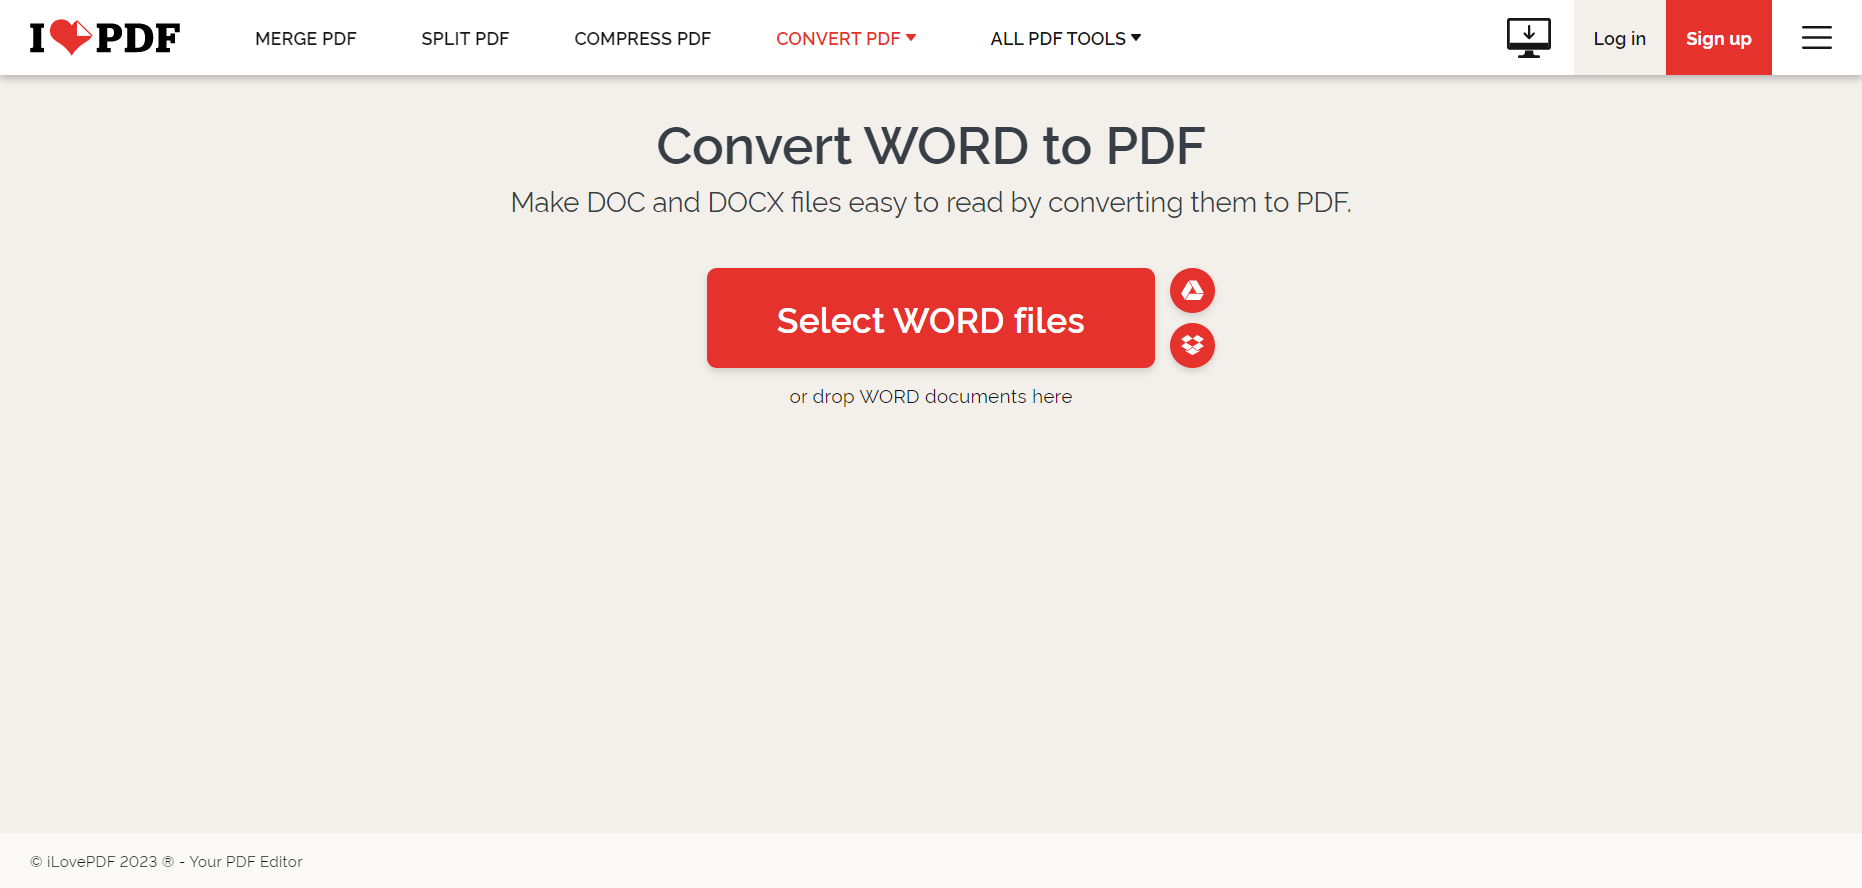 I PDF
MERGE PDF
SPLIT PDF
COMPRESS PDF
CONVERT PDF
ALL PDF TOOLS
Log in
Sign up
Convert WORD to PDF
Make DOC and DOCX files easy to read by converting them to PDF.
Select WORD files
or drop WORD documents here
© iLovePDF 2023 ® - Your PDF Editor